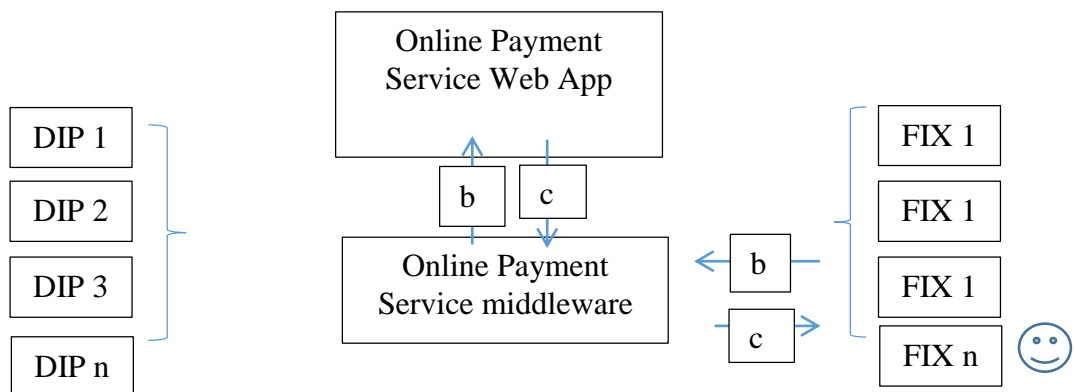 Online Payment
Service Web App
DIP 1
DIP 2
DIP 3
DIP n
b
c
Online Payment
Service middleware
b
c
FIX 1
FIX 1
FIX 1
FIX n